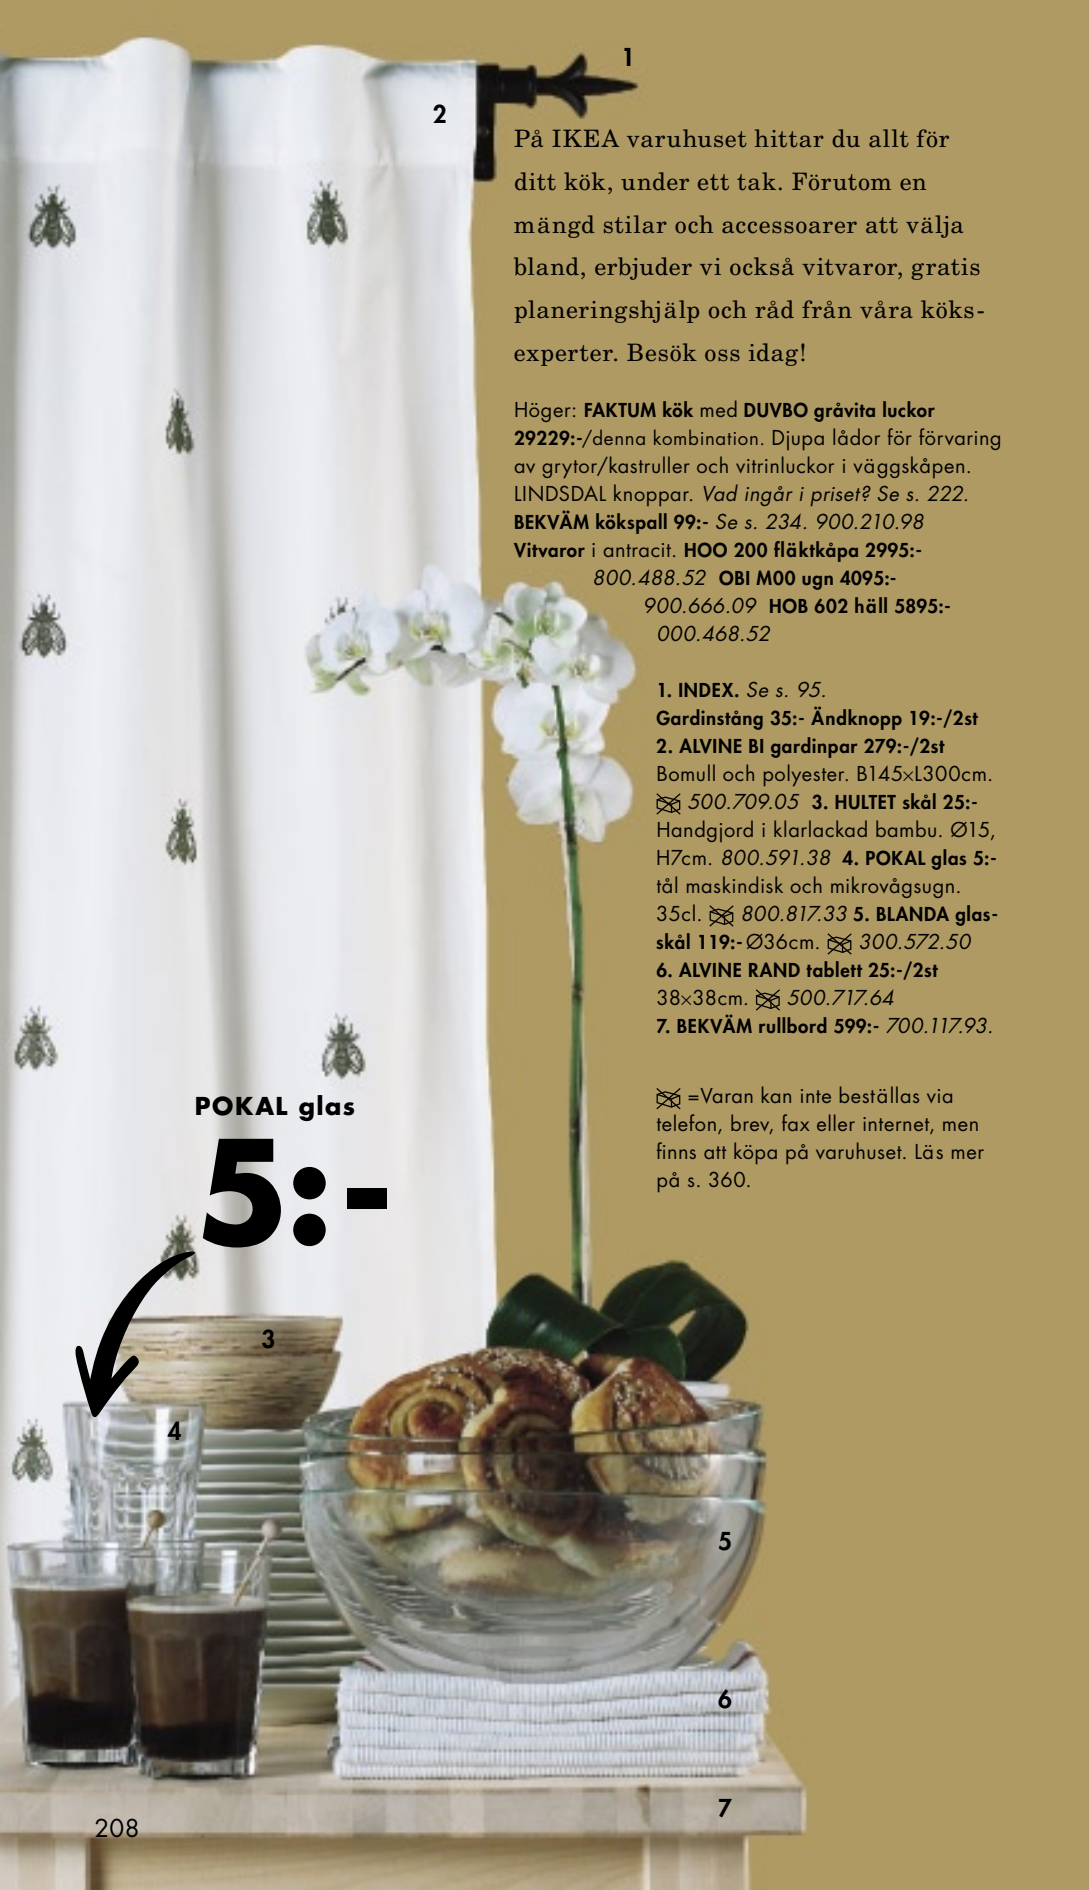 1
2
På IKEA varuhuset hittar du allt för
ditt kök, under ett tak. Förutom en
mängd stilar och accessoarer att välja
bland, erbjuder vi också vitvaror, gratis
planeringshjälp och råd från våra köks-
experter. Besök oss idag!
Höger: FAKTUM kök med DUVBO gråvita luckor
29229:-/denna kombination. Djupa lådor för förvaring
av grytor/kastruller och vitrinluckor i väggskåpen.
LINDSDAL knoppar. Vad ingår i priset? Se s. 222.
BEKVÄM kökspall 99:- Se s. 234. 900.210.98
Vitvaror i antracit. HOO 200 fläktkåpa 2995:-
800.488.52 OBI M00 ugn 4095:-
900.666.09 HOB 602 häll 5895:-
000.468.52
1. INDEX. Se s. 95.
Gardinstång 35:- Ändknopp 19:-/2st
2. ALVINE BI gardinpar 279:-/2st
Bomull och polyester. B145×L300cm.
500.709.05 3. HULTET skål 25:-
Handgjord i klarlackad bambu. Ø15,
H7cm. 800.591.38 4. POKAL glas 5:-
tål maskindisk och mikrovågsugn.
35cl. 800.817.33 5. BLANDA glas-
skål 119:- Ø36cm. 300.572.50
6. ALVINE RAND tablett 25:-/2st
38×38cm. 500.717.64
7. BEKVÄM rullbord 599:- 700.117.93.
=Varan kan inte beställas via
telefon, brev, fax eller internet, men
finns att köpa på varuhuset. Läs mer
på s. 360.
POKAL glas
5:-
3
4
5
6
7
208